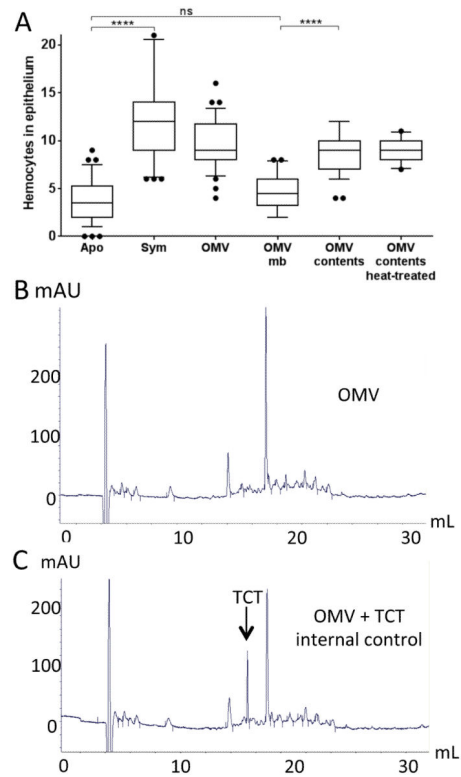 A
ns
****
****
Hemocytes in epithelium
20
15
10
5
0
Apo
Sym
OMV
OMV
mb
OMV
contents
OMV
contents
heat-treated
B
mAU
200
100
0
OMV
0
10
20
30
mL
C
mAU
200
100
0
TCT
OMV + TCT
internal control
0
10
20
30
mL